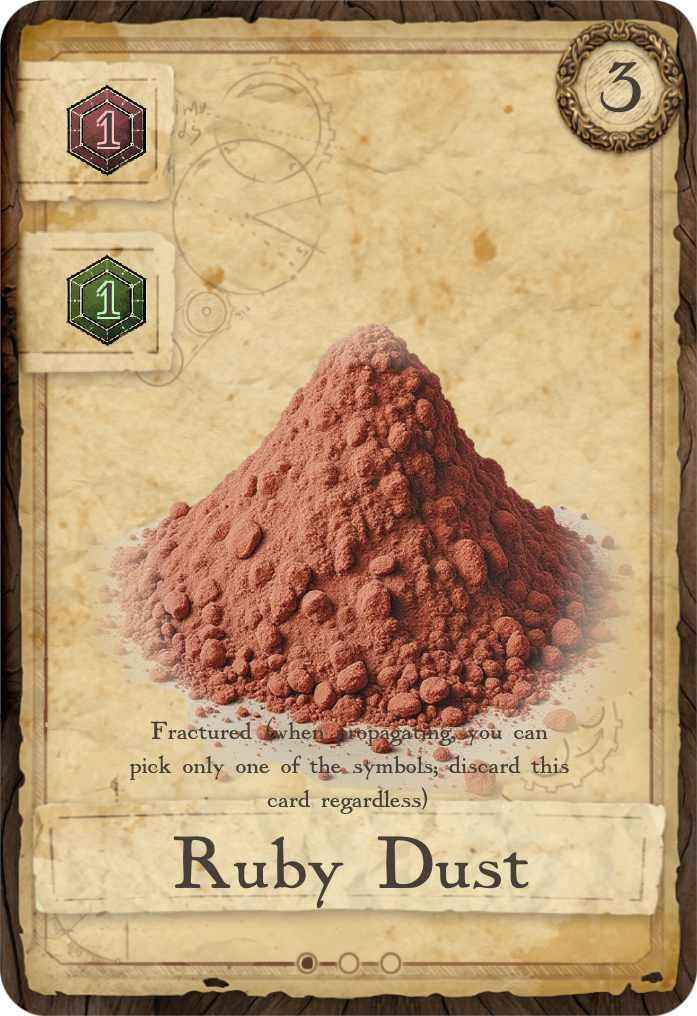 3
1
1
Fractured (when propagating, you can
pick only one of the symbols; discard this
card regardless)
Ruby Dust